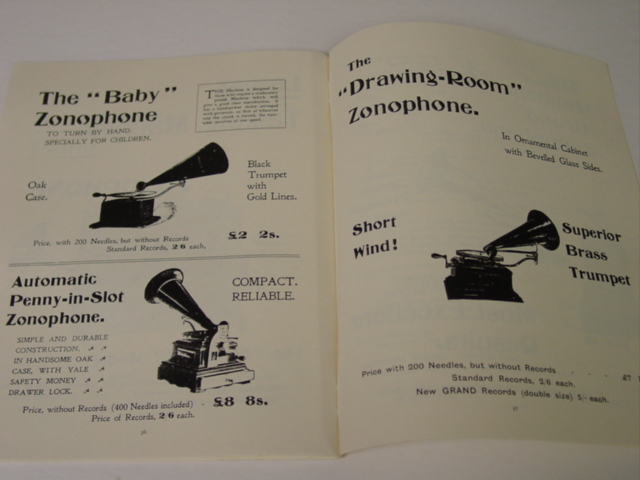 The "Baby"
Zonophone
TO TURN BY HAND.
SPECIALLY FOR CHILDREN.
THIS Machine is designed for
Oak
Case.
Black
Trumpet
with
Gold Lines.
Price, with 200 Needles, but without Records
Standard Records, 2/6 each,
£2 2s.
Automatic
Penny-in-Slot
Zonophone.
COMPACT.
RELIABLE.
SIMPLE AND DURABLE
CONSTRUCTION.
IN HANDSOME OAK
CASE, WITH YALE
SAFETY MONEY
DRAWER LOCK.
Price, without Records (400 Needles included)
Price of Records, 2/6 each.
£8 8s.
The
"Drawing-Room"
Zonophone.
In Ornamental Cabinet
with Bevelled Glass Sides.
Short
Wind!
Superior
Brass
Trumpet
Price with 200 Needles, but without Records
Standard Records, 2/6 each.
New GRAND Records (double size) 5/- each.